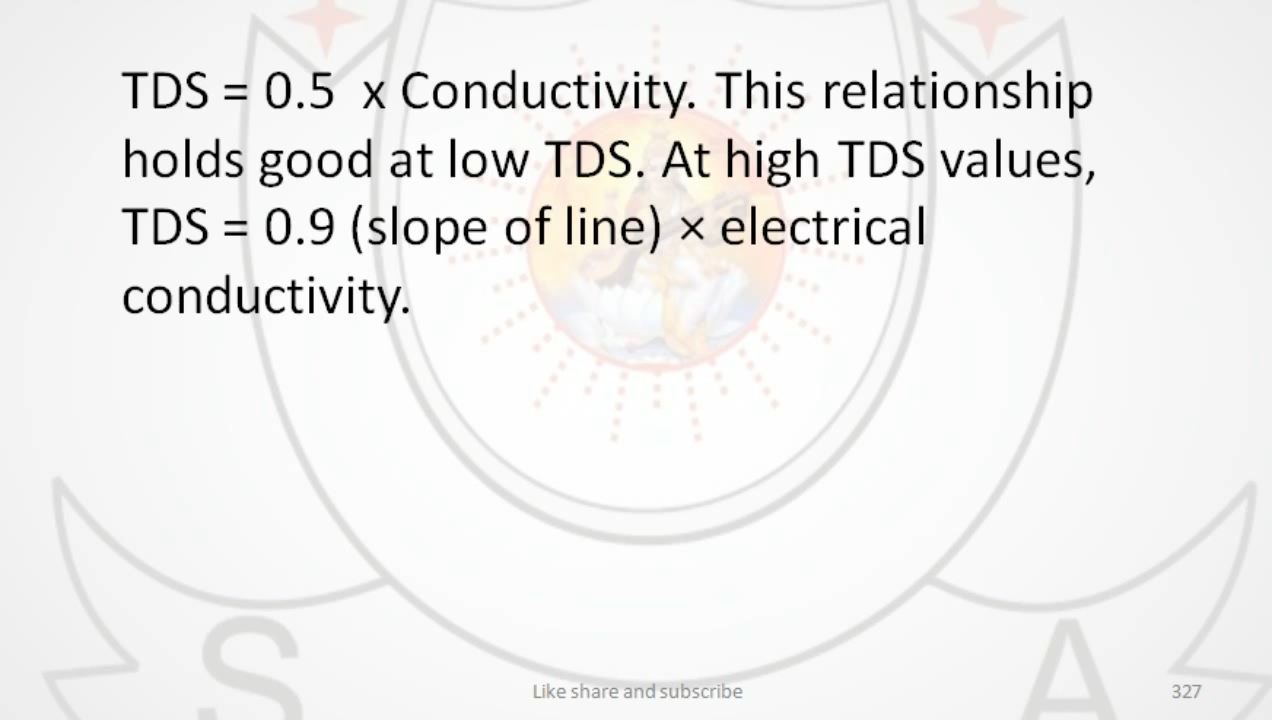 TDS = 0.5  x Conductivity. This relationship
holds good at low TDS. At high TDS values,
TDS = 0.9 (slope of line) × electrical
conductivity.
S A
Like share and subscribe 327